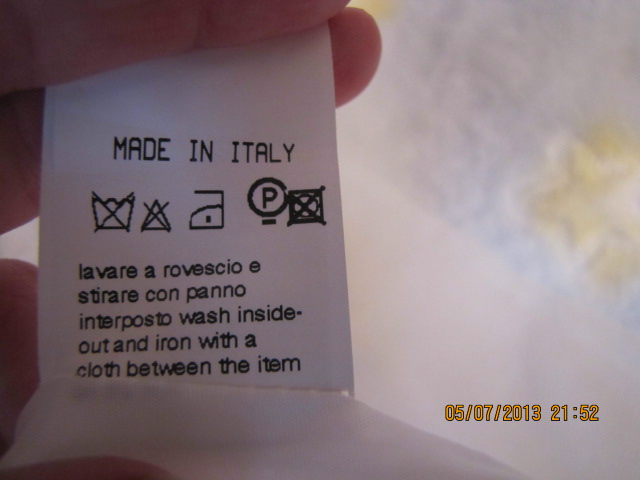 MADE IN ITALY
P
lavare a rovescio e
stirare con panno
interposto wash inside-
out and iron with a
cloth between the item
05/07/2013 21:52